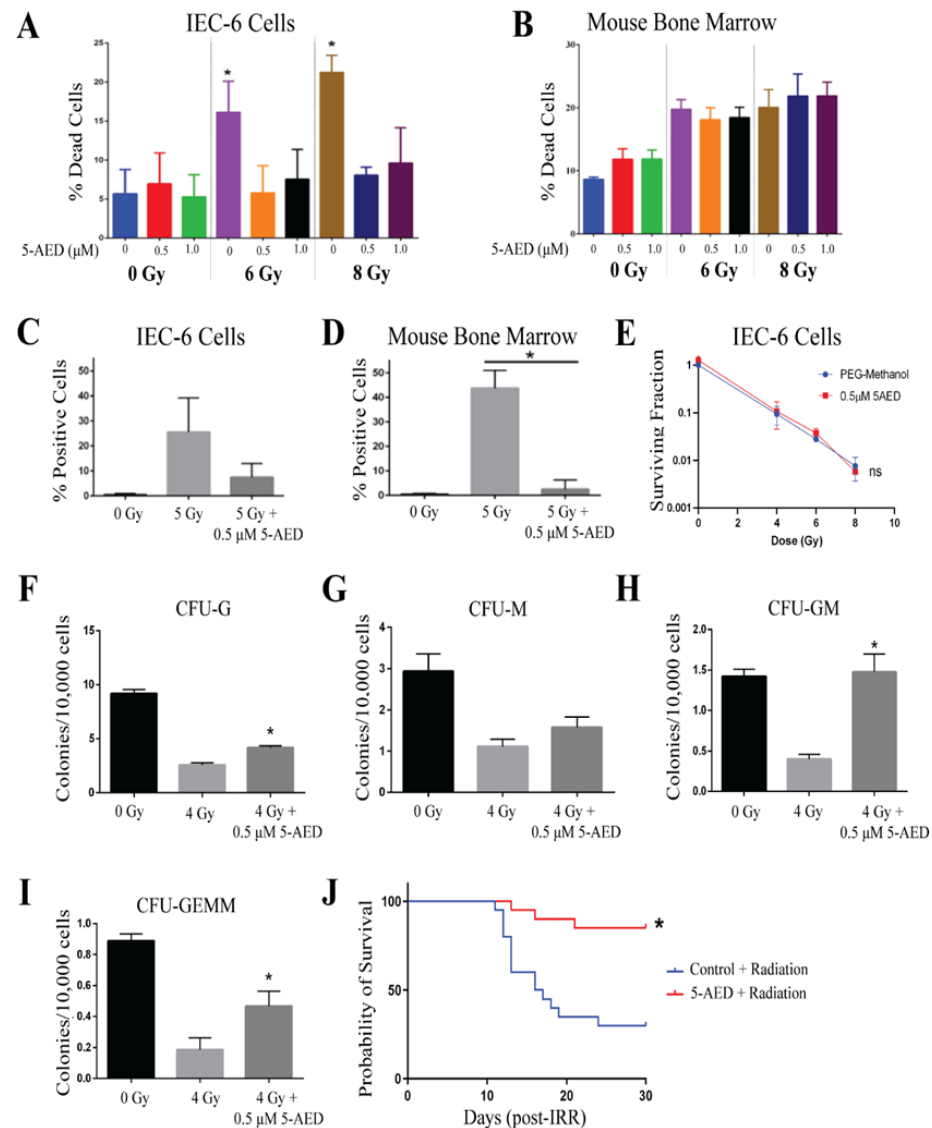 A
IEC-6 Cells
% Dead Cells
25
20
15
10
5
0
*
*
5-AED (μM)
0 0.5 1.0 0 0.5 1.0 0 0.5 1.0
0 Gy 6 Gy 8 Gy
B
Mouse Bone Marrow
% Dead Cells
30
20
10
0
5-AED (μM)
0 0.5 1.0 0 0.5 1.0 0 0.5 1.0
0 Gy 6 Gy 8 Gy
C
IEC-6 Cells
% Positive Cells
50
40
30
20
10
0
0 Gy 5 Gy 5 Gy +
0.5 μM 5-AED
D
Mouse Bone Marrow
% Positive Cells
50
40
30
20
10
0
*
0 Gy 5 Gy 5 Gy +
0.5 μM 5-AED
E
IEC-6 Cells
Surviving Fraction
1
0.1
0.01
0.001
PEG-Methanol
0.5μM 5AED
ns
0 2 4 6 8 10
Dose (Gy)
F
CFU-G
Colonies/10,000 cells
15
10
5
0
*
0 Gy 4 Gy 4 Gy +
0.5 μM 5-AED
G
CFU-M
Colonies/10,000 cells
4
3
2
1
0
0 Gy 4 Gy 4 Gy +
0.5 μM 5-AED
H
CFU-GM
Colonies/10,000 cells
2.0
1.5
1.0
0.5
0.0
*
0 Gy 4 Gy 4 Gy +
0.5 μM 5-AED
I
CFU-GEMM
Colonies/10,000 cells
1.0
0.8
0.6
0.4
0.2
0.0
*
0 Gy 4 Gy 4 Gy +
0.5 μM 5-AED
J
Probability of Survival
100
50
0
*
Control + Radiation
5-AED + Radiation
0 10 20 30
Days (post-IRR)